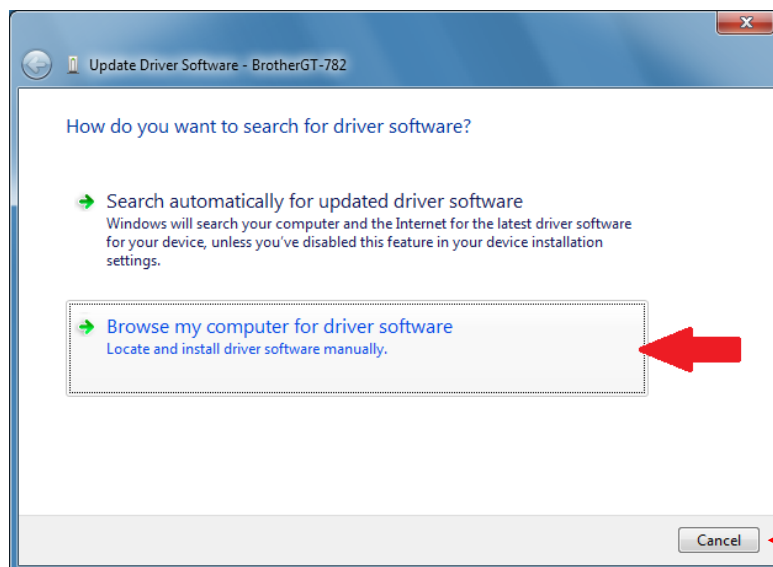 Update Driver Software - BrotherGT-782
How do you want to search for driver software?
Search automatically for updated driver software
Windows will search your computer and the Internet for the latest driver software
for your device, unless you've disabled this feature in your device installation
settings.
Browse my computer for driver software
Locate and install driver software manually.
Cancel